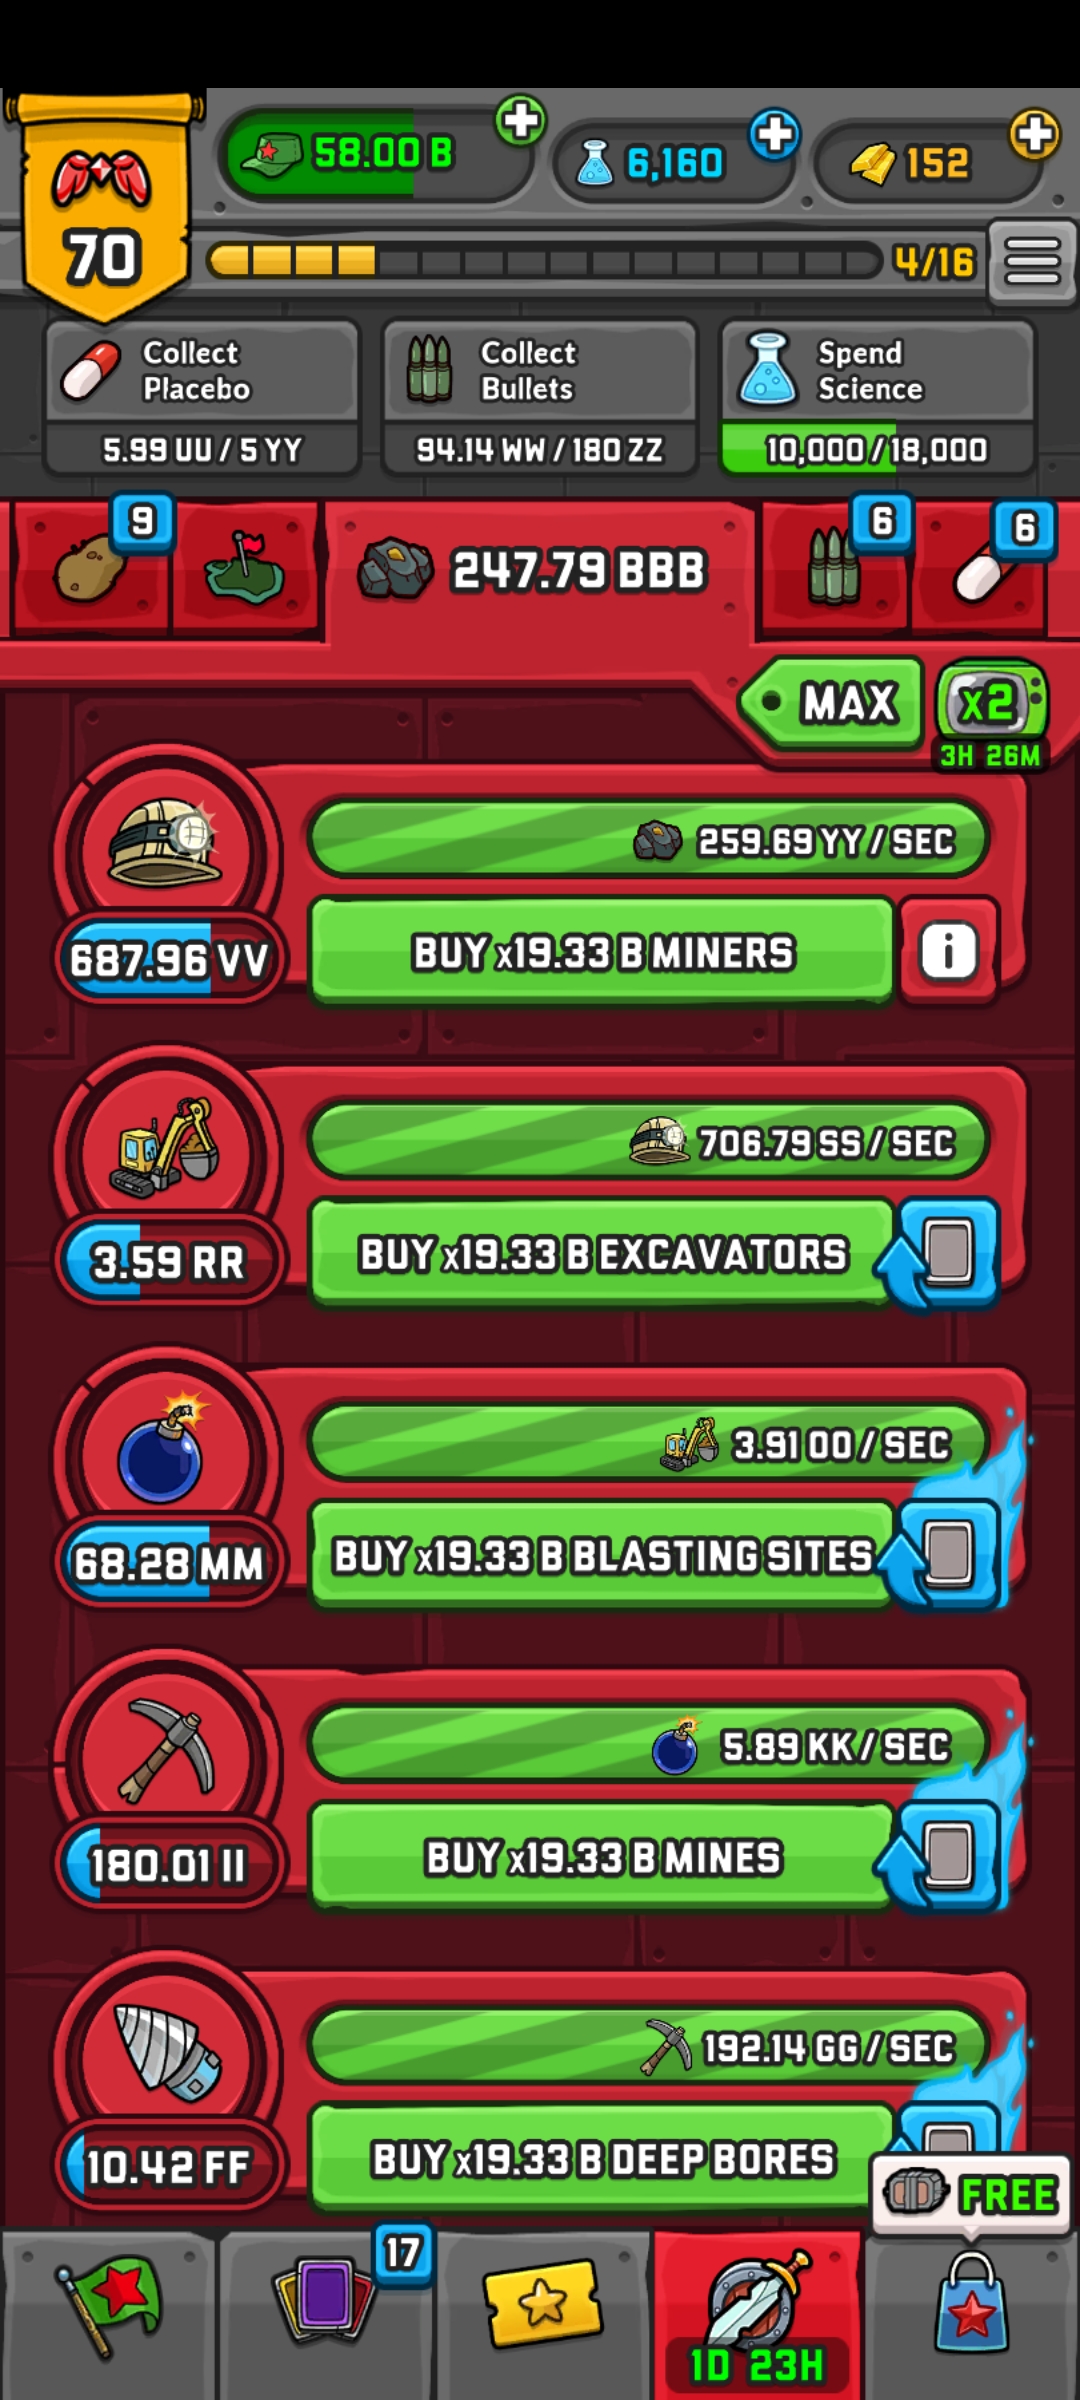 70
58.00 B
6,160
152
4/16
Collect
Placebo
5.99 UU / 5 YY
Collect
Bullets
94.14 WW / 180 ZZ
Spend
Science
10,000 / 18,000
9
247.79 BBB
6
6
MAX
x2
3H 26M
259.69 YY / SEC
687.96 VV
BUY x19.33 B MINERS
i
706.79 SS / SEC
3.59 RR
BUY x19.33 B EXCAVATORS
3.91 OO / SEC
68.28 MM
BUY x19.33 B BLASTING SITES
5.89 KK / SEC
180.01 II
BUY x19.33 B MINES
192.14 GG / SEC
10.42 FF
BUY x19.33 B DEEP BORES
FREE
17
1D 23H